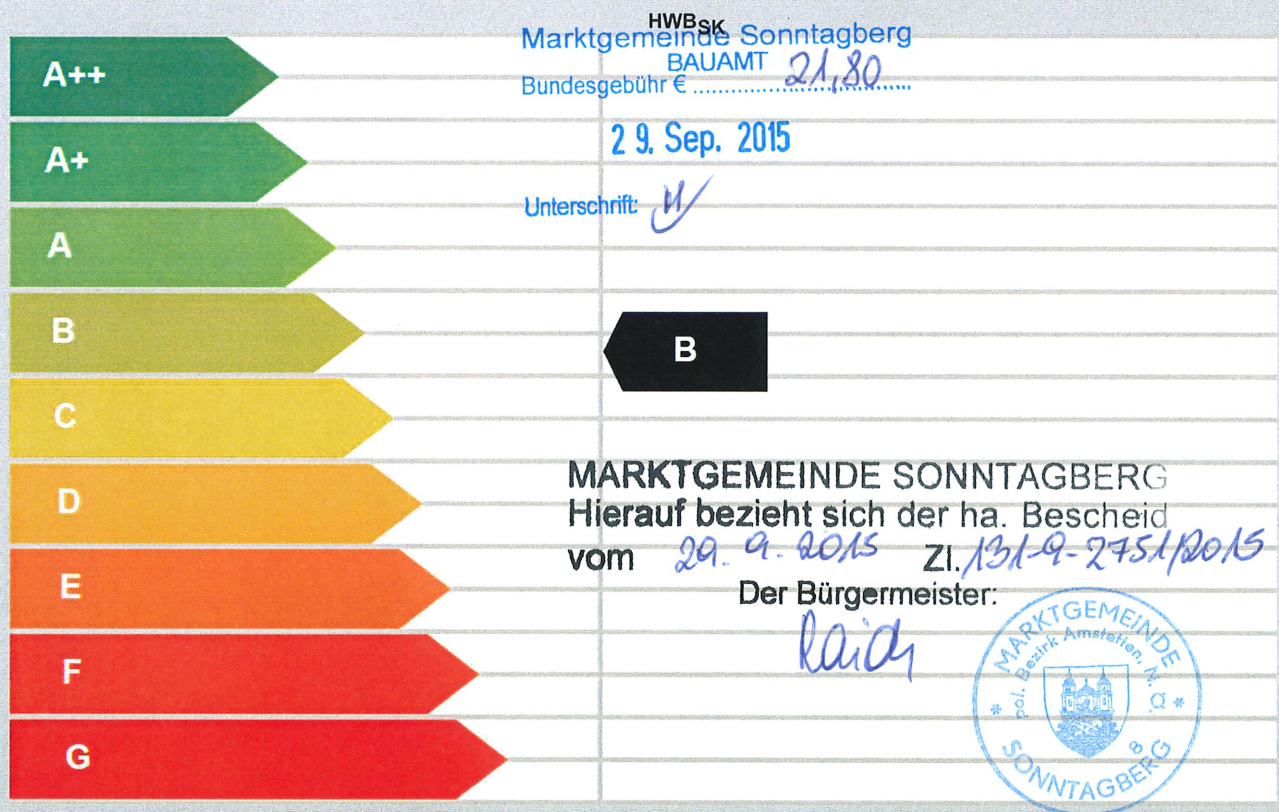 HWBSK
Marktgemeinde Sonntagberg
BAUAMT
Bundesgebühr € 21,80
29. Sep. 2015
Unterschrift:
A++
A+
A
B
B
C
D
E
F
G
MARKTGEMEINDE SONNTAGBERG
Hierauf bezieht sich der ha. Bescheid
vom 29. 9. 2015 Zl. 131-9-2751/2015
Der Bürgermeister:
MARKTGEMEINDE
pol. Bezirk Amstetten, N. Ö.
* SONNTAGBERG *
8